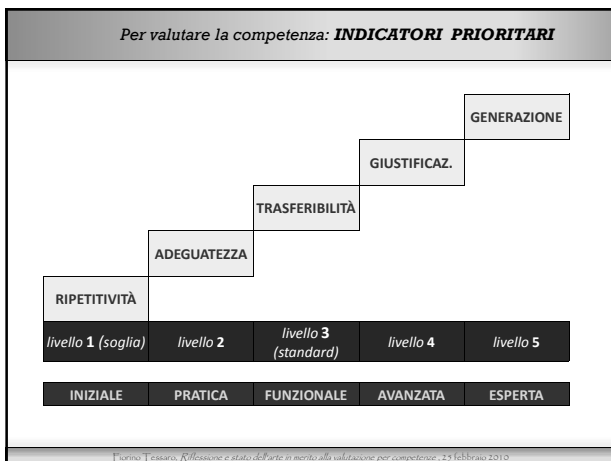 Per valutare la competenza: INDICATORI PRIORITARI
GENERAZIONE
GIUSTIFICAZ.
TRASFERIBILITÀ
ADEGUATEZZA
RIPETITIVITÀ
livello 1 (soglia) livello 2 livello 3 (standard) livello 4 livello 5
INIZIALE PRATICA FUNZIONALE AVANZATA ESPERTA
Fiorino Tessaro, Riflessione e stato dell'arte in merito alla valutazione per competenze, 25 febbraio 2010